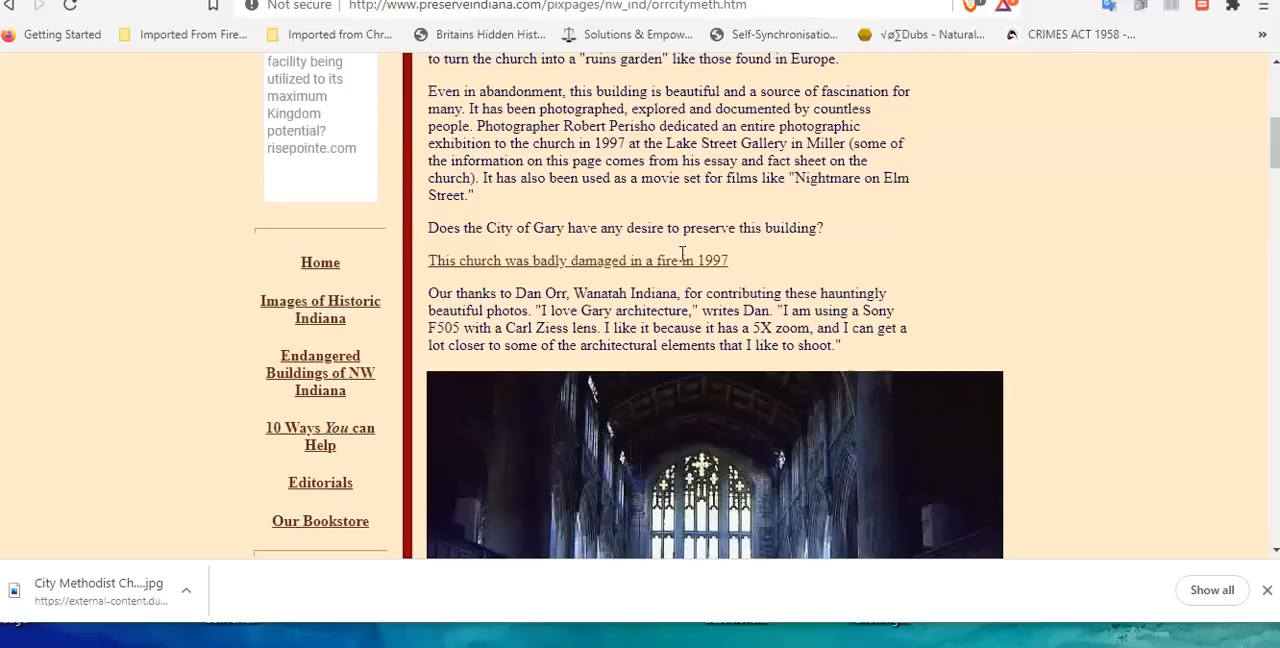 Not secure
http://www.preserveindiana.com/pixpages/nw_ind/orrcitymeth.htm
Getting Started
Imported From Fire...
Imported from Chr...
Britains Hidden Hist...
Solutions & Empow...
Self-Synchronisatio...
√ø∑Dubs - Natural...
CRIMES ACT 1958 -...
»
facility being
utilized to its
maximum
Kingdom
potential?
risepointe.com
Home
Images of Historic
Indiana
Endangered
Buildings of NW
Indiana
10 Ways You can
Help
Editorials
Our Bookstore
to turn the church into a "ruins garden" like those found in Europe.
Even in abandonment, this building is beautiful and a source of fascination for
many. It has been photographed, explored and documented by countless
people. Photographer Robert Perisho dedicated an entire photographic
exhibition to the church in 1997 at the Lake Street Gallery in Miller (some of
the information on this page comes from his essay and fact sheet on the
church). It has also been used as a movie set for films like "Nightmare on Elm
Street."
Does the City of Gary have any desire to preserve this building?
This church was badly damaged in a fire in 1997
Our thanks to Dan Orr, Wanatah Indiana, for contributing these hauntingly
beautiful photos. "I love Gary architecture," writes Dan. "I am using a Sony
F505 with a Carl Ziess lens. I like it because it has a 5X zoom, and I can get a
lot closer to some of the architectural elements that I like to shoot."
City Methodist Ch....jpg
https://external-content.du...
Show all